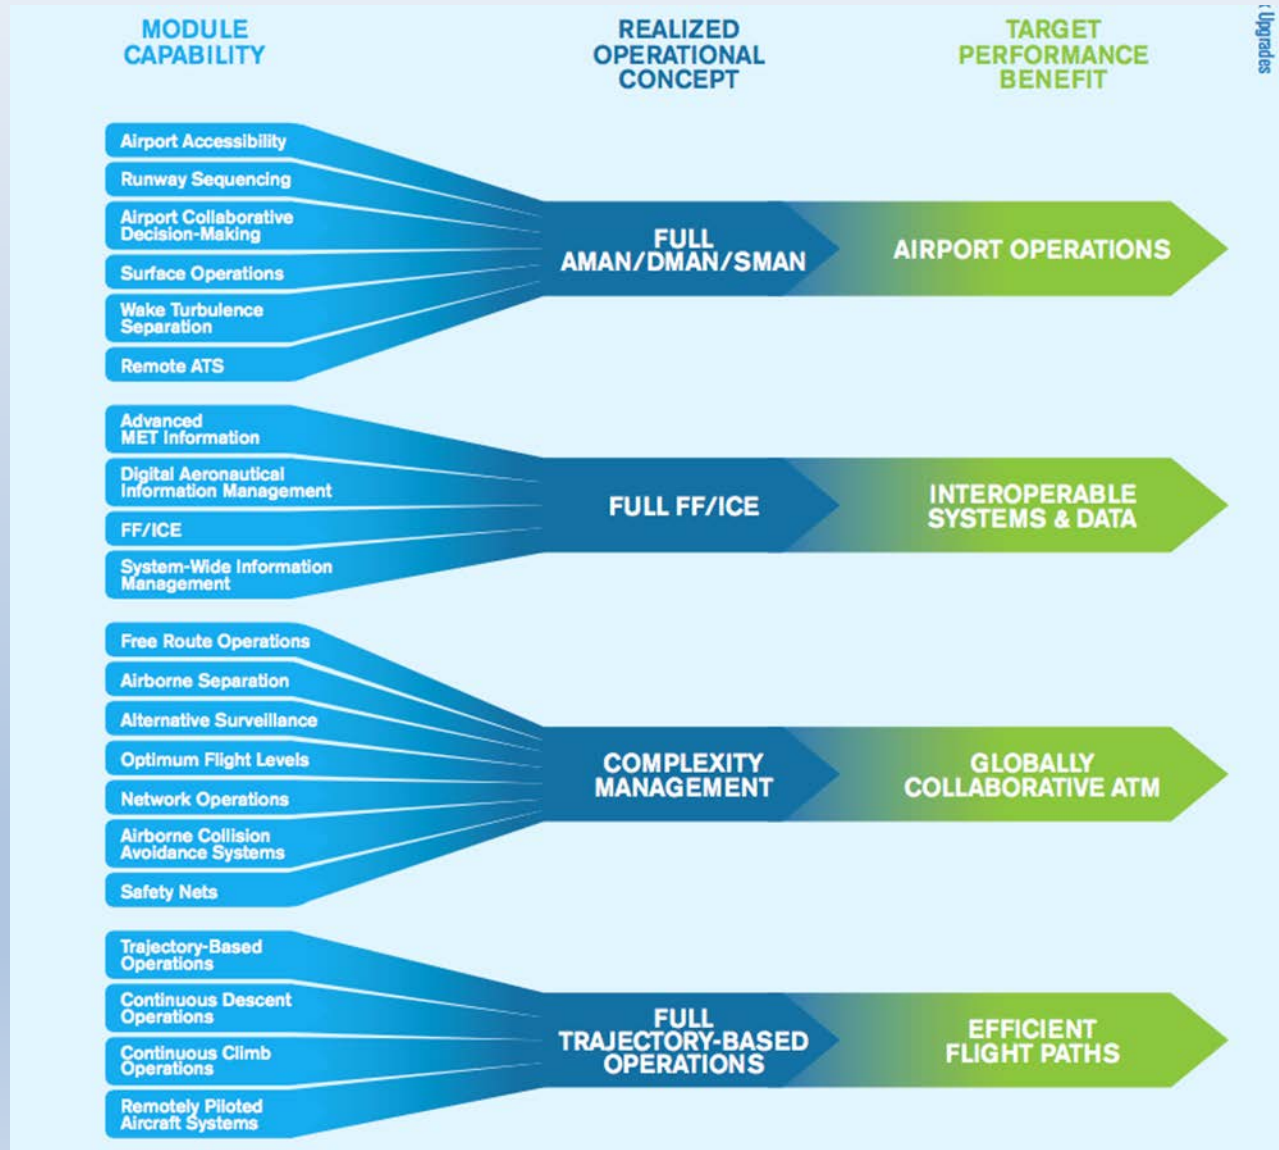 MODULE
CAPABILITY
REALIZED
OPERATIONAL
CONCEPT
TARGET
PERFORMANCE
BENEFIT
: Upgrades
Airport Accessibility
Runway Sequencing
Airport Collaborative
Decision-Making
Surface Operations
Wake Turbulence
Separation
Remote ATS
FULL
AMAN/DMAN/SMAN
AIRPORT OPERATIONS
Advanced
MET Information
Digital Aeronautical
Information Management
FF/ICE
System-Wide Information
Management
FULL FF/ICE
INTEROPERABLE
SYSTEMS & DATA
Free Route Operations
Airborne Separation
Alternative Surveillance
Optimum Flight Levels
Network Operations
Airborne Collision
Avoidance Systems
Safety Nets
COMPLEXITY
MANAGEMENT
GLOBALLY
COLLABORATIVE ATM
Trajectory-Based
Operations
Continuous Descent
Operations
Continuous Climb
Operations
Remotely Piloted
Aircraft Systems
FULL
TRAJECTORY-BASED
OPERATIONS
EFFICIENT
FLIGHT PATHS